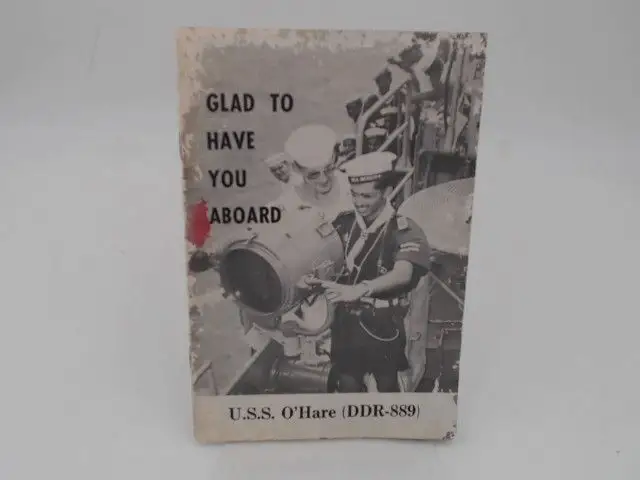 GLAD TO
HAVE
YOU
ABOARD
U.S.S. O'Hare (DDR-889)